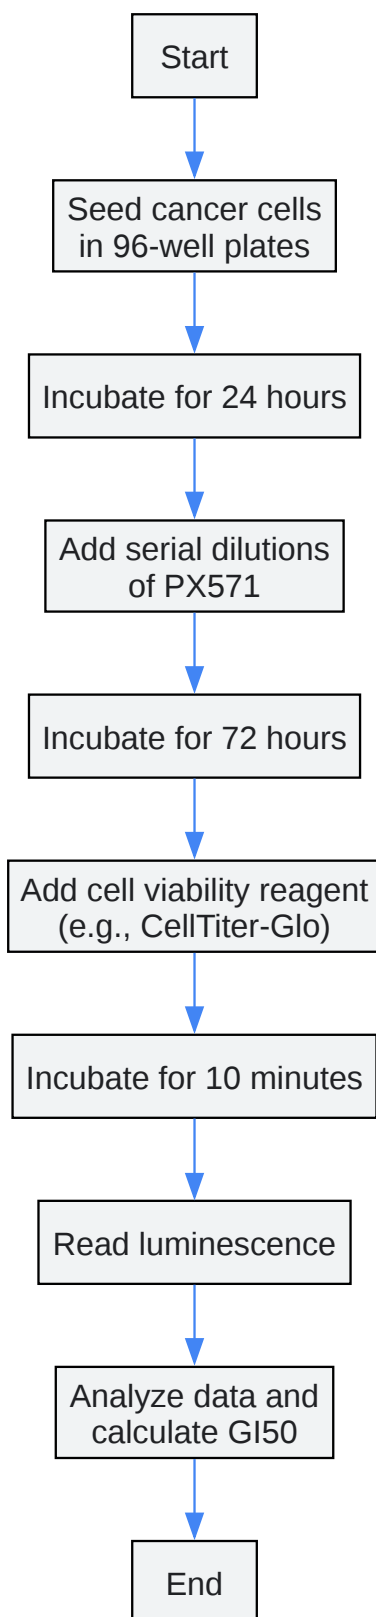 Start
Seed cancer cells
in 96-well plates
Incubate for 24 hours
Add serial dilutions
of PX571
Incubate for 72 hours
Add cell viability reagent
(e.g., CellTiter-Glo)
Incubate for 10 minutes
Read luminescence
Analyze data and
calculate GI50
End